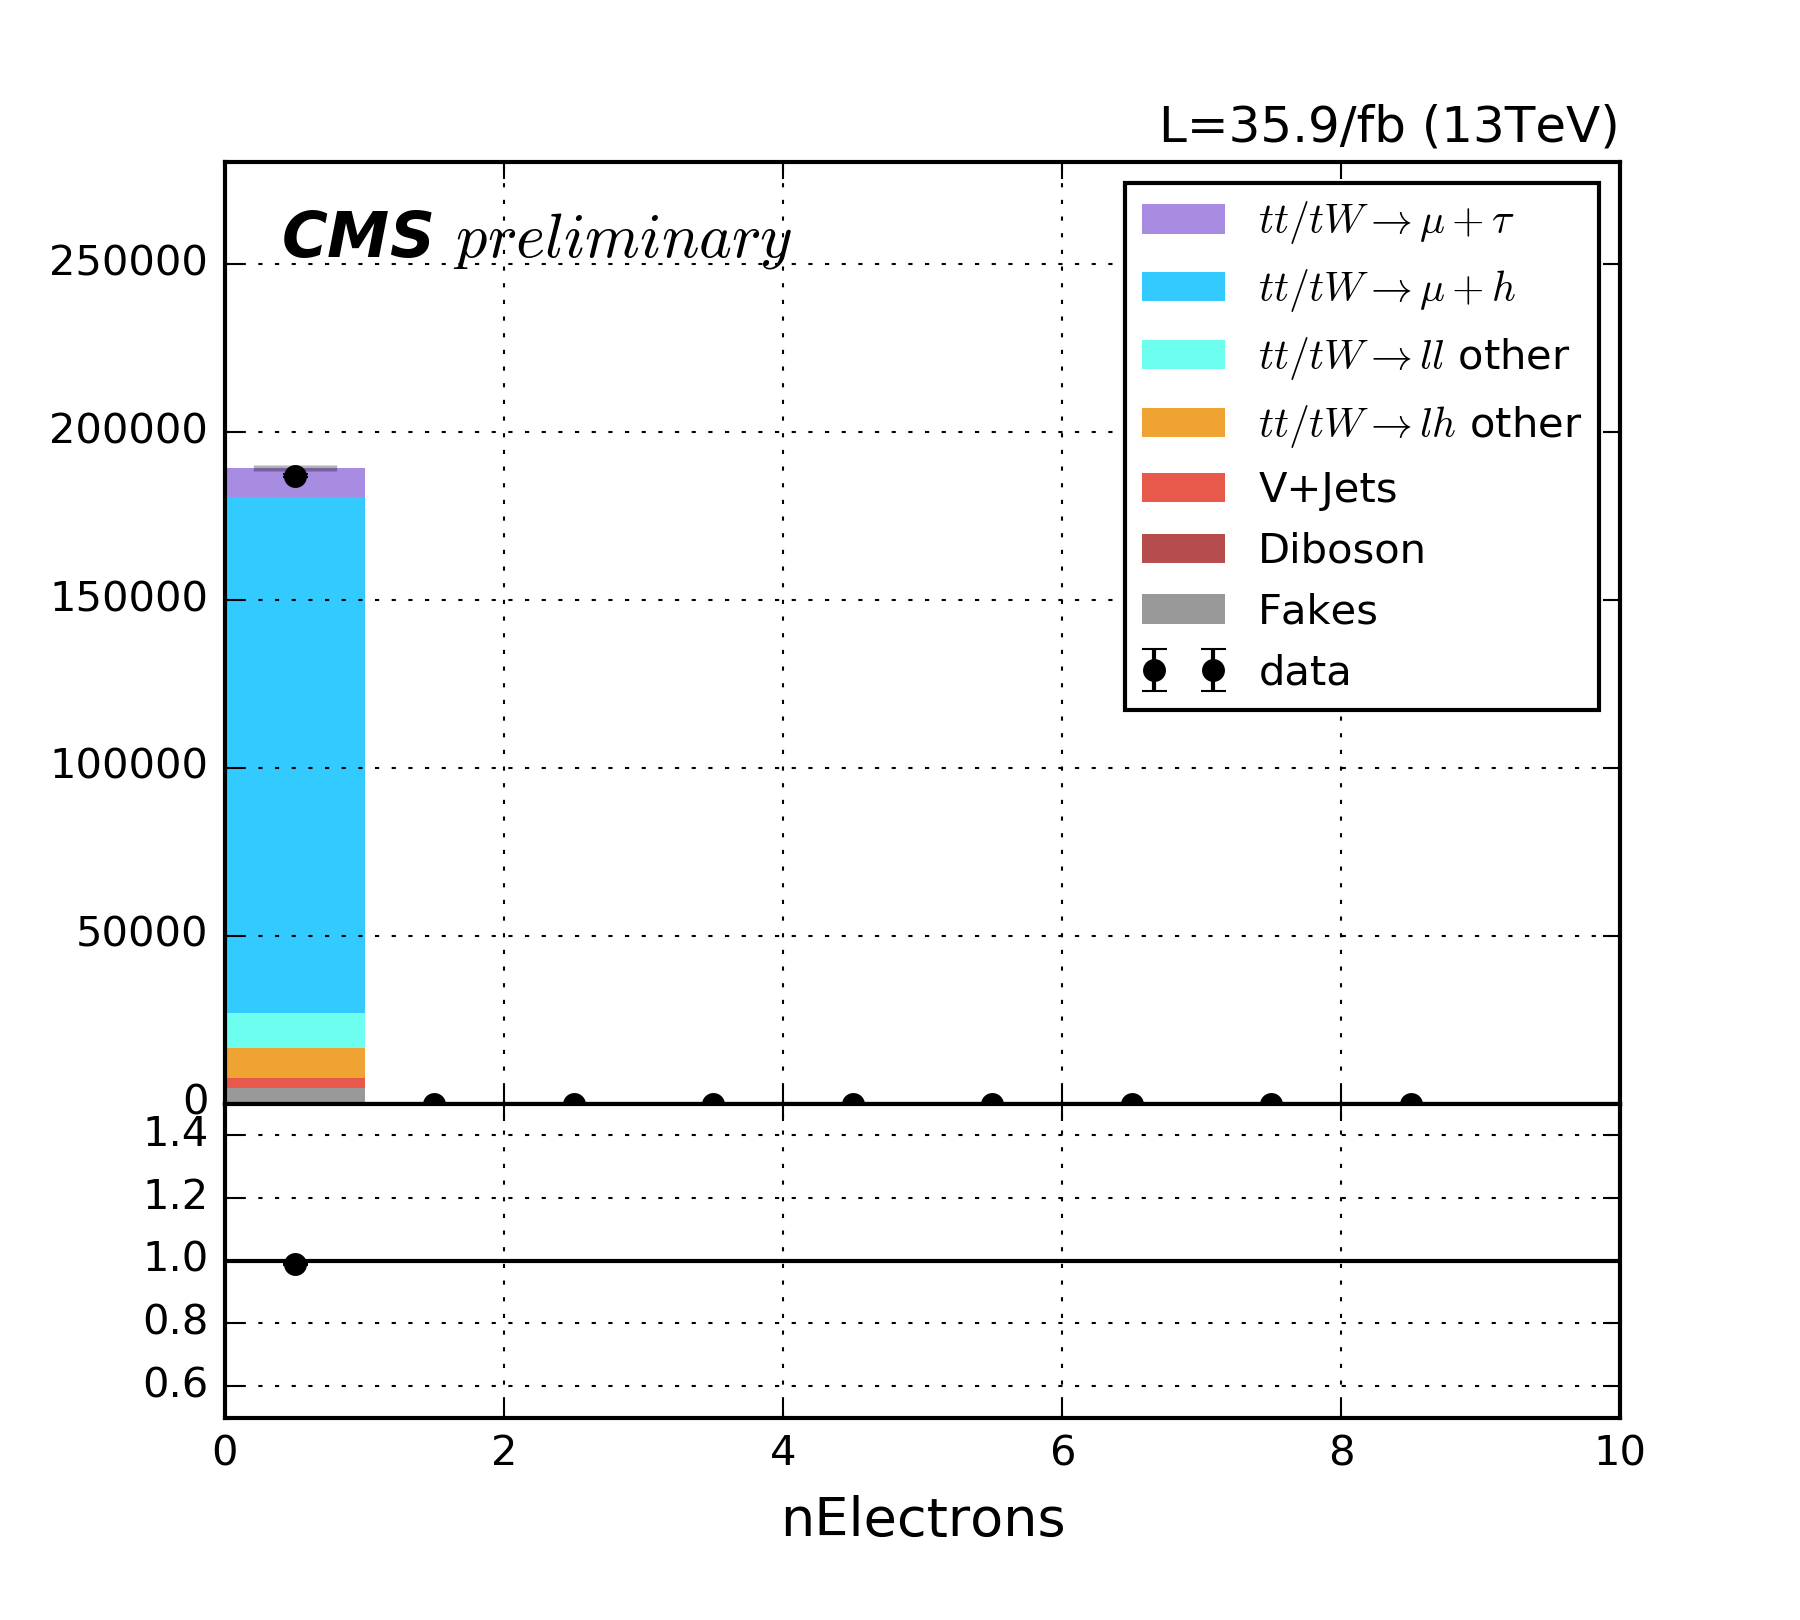 L=35.9/fb (13TeV)
CMS preliminary
tt/tW → μ + τ
tt/tW → μ + h
tt/tW → ll other
tt/tW → lh other
V+Jets
Diboson
Fakes
data
250000
200000
150000
100000
50000
0
1.4
1.2
1.0
0.8
0.6
0 2 4 6 8 10
nElectrons